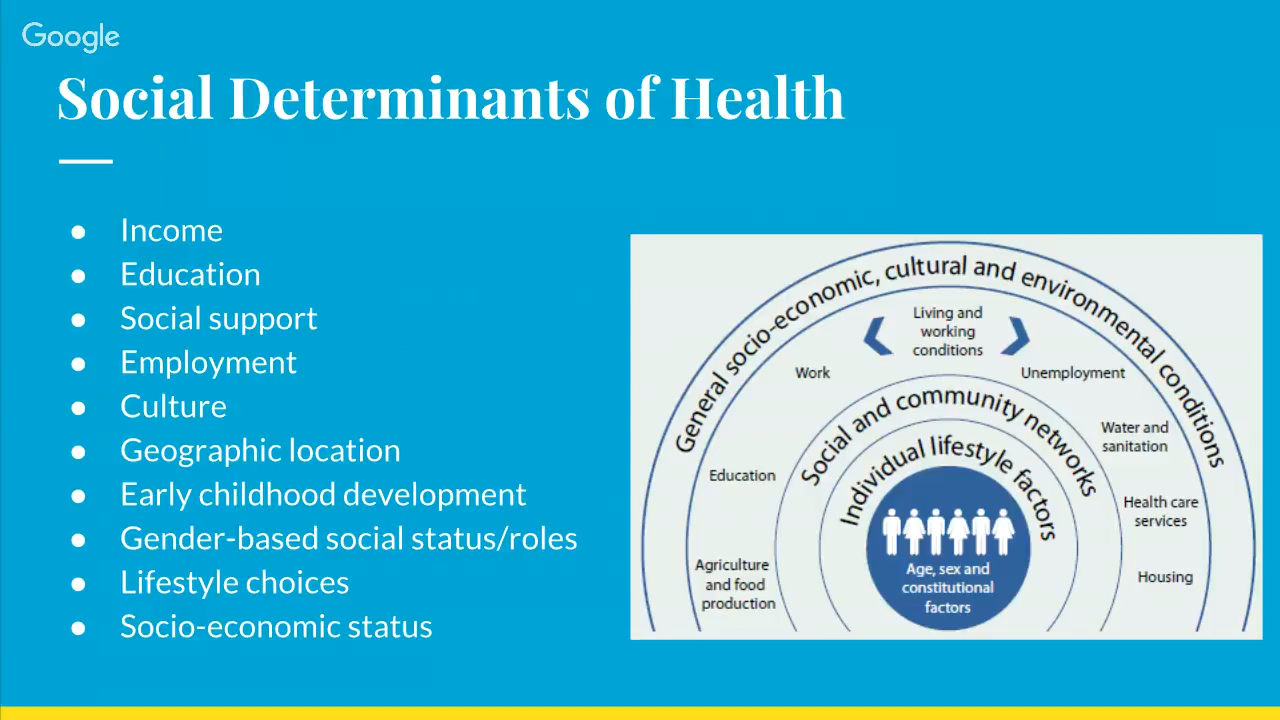 Google
Social Determinants of Health
● Income
● Education
● Social support
● Employment
● Culture
● Geographic location
● Early childhood development
● Gender-based social status/roles
● Lifestyle choices
● Socio-economic status
General socio-economic, cultural and environmental conditions
Living and
working
conditions
Work
Unemployment
Social and community networks
Water and
sanitation
Individual lifestyle factors
Education
Health care
services
Agriculture
and food
production
Housing
Age, sex and
constitutional
factors